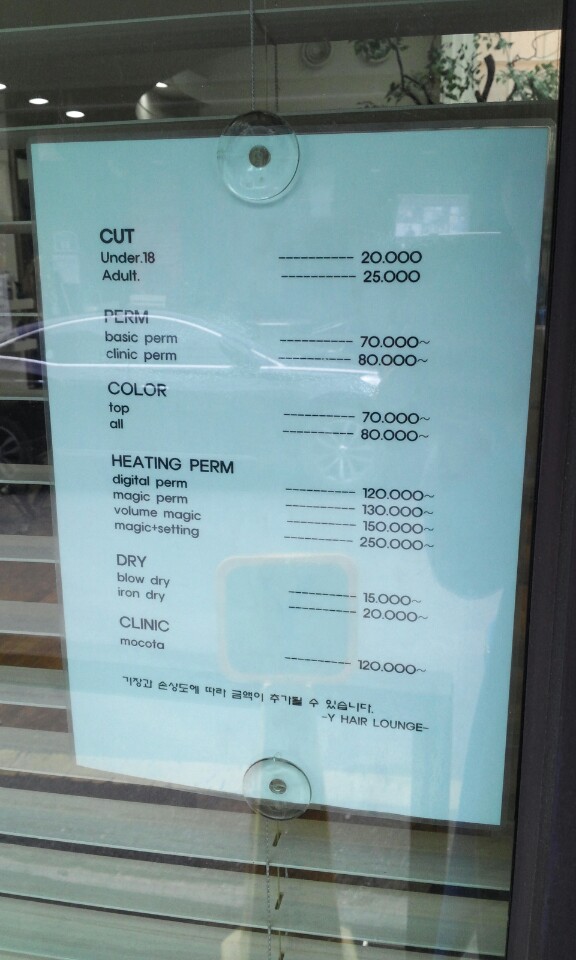 CUT
Under.18 ---------- 20.000
Adult. ---------- 25.000
PERM
basic perm ---------- 70.000~
clinic perm ---------- 80.000~
COLOR
top ---------- 70.000~
all ---------- 80.000~
HEATING PERM
digital perm ---------- 120.000~
magic perm ---------- 130.000~
volume magic ---------- 150.000~
magic+setting ---------- 250.000~
DRY
blow dry ---------- 15.000~
iron dry ---------- 20.000~
CLINIC
mocota ---------- 120.000~
기장과 손상도에 따라 금액이 추가될 수 있습니다.
-Y HAIR LOUNGE-